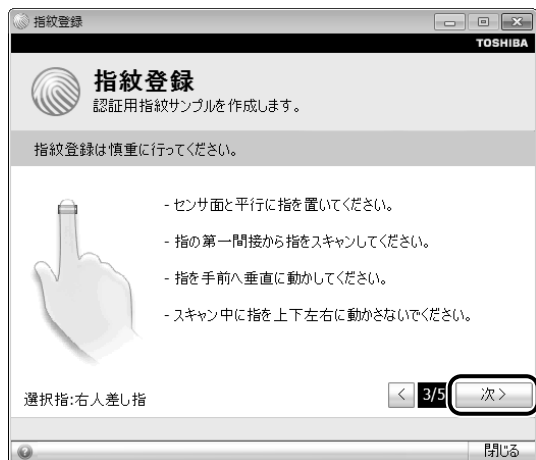 指紋登録
TOSHIBA
指紋登録
認証用指紋サンプルを作成します。
指紋登録は慎重に行ってください。
- センサ面と平行に指を置いてください。
- 指の第一間接から指をスキャンしてください。
- 指を手前へ垂直に動かしてください。
- スキャン中に指を上下左右に動かさないでください。
選択指:右人差し指
< 3/5 次 >
? 閉じる